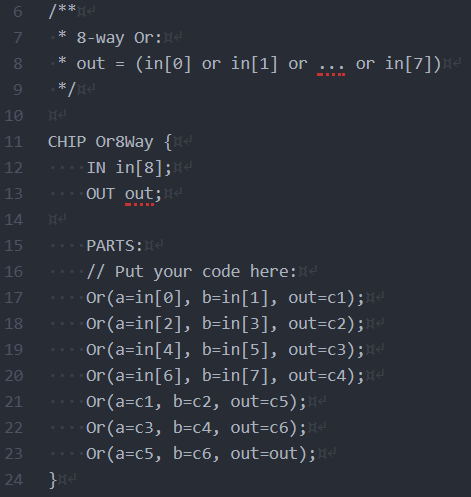 6 /**
7  * 8-way Or:
8  * out = (in[0] or in[1] or ... or in[7])
9  */
10
11 CHIP Or8Way {
12     IN in[8];
13     OUT out;
14
15     PARTS:
16     // Put your code here:
17     Or(a=in[0], b=in[1], out=c1);
18     Or(a=in[2], b=in[3], out=c2);
19     Or(a=in[4], b=in[5], out=c3);
20     Or(a=in[6], b=in[7], out=c4);
21     Or(a=c1, b=c2, out=c5);
22     Or(a=c3, b=c4, out=c6);
23     Or(a=c5, b=c6, out=out);
24 }